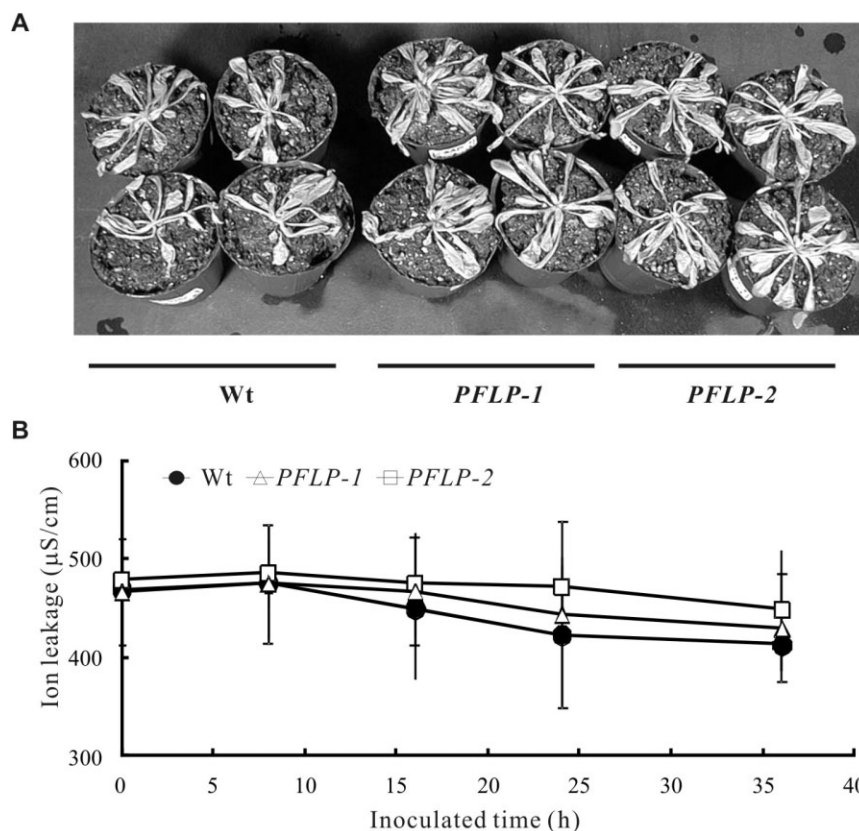 A
Wt PFLP-1 PFLP-2
B
600
500
400
300
Ion leakage (μS/cm)
Wt PFLP-1 PFLP-2
0 5 10 15 20 25 30 35 40
Inoculated time (h)